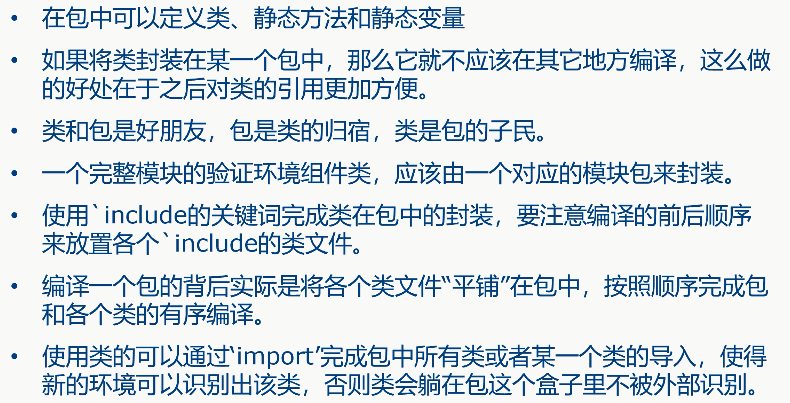 • 在包中可以定义类、静态方法和静态变量
• 如果将类封装在某一个包中，那么它就不应该在其它地方编译，这么做
的好处在于之后对类的引用更加方便。
• 类和包是好朋友，包是类的归宿，类是包的子民。
• 一个完整模块的验证环境组件类，应该由一个对应的模块包来封装。
• 使用`include的关键词完成类在包中的封装，要注意编译的前后顺序
来放置各个`include的类文件。
• 编译一个包的背后实际是将各个类文件“平铺”在包中，按照顺序完成包
和各个类的有序编译。
• 使用类的可以通过‘import’完成包中所有类或者某一个类的导入，使得
新的环境可以识别出该类，否则类会躺在包这个盒子里不被外部识别。